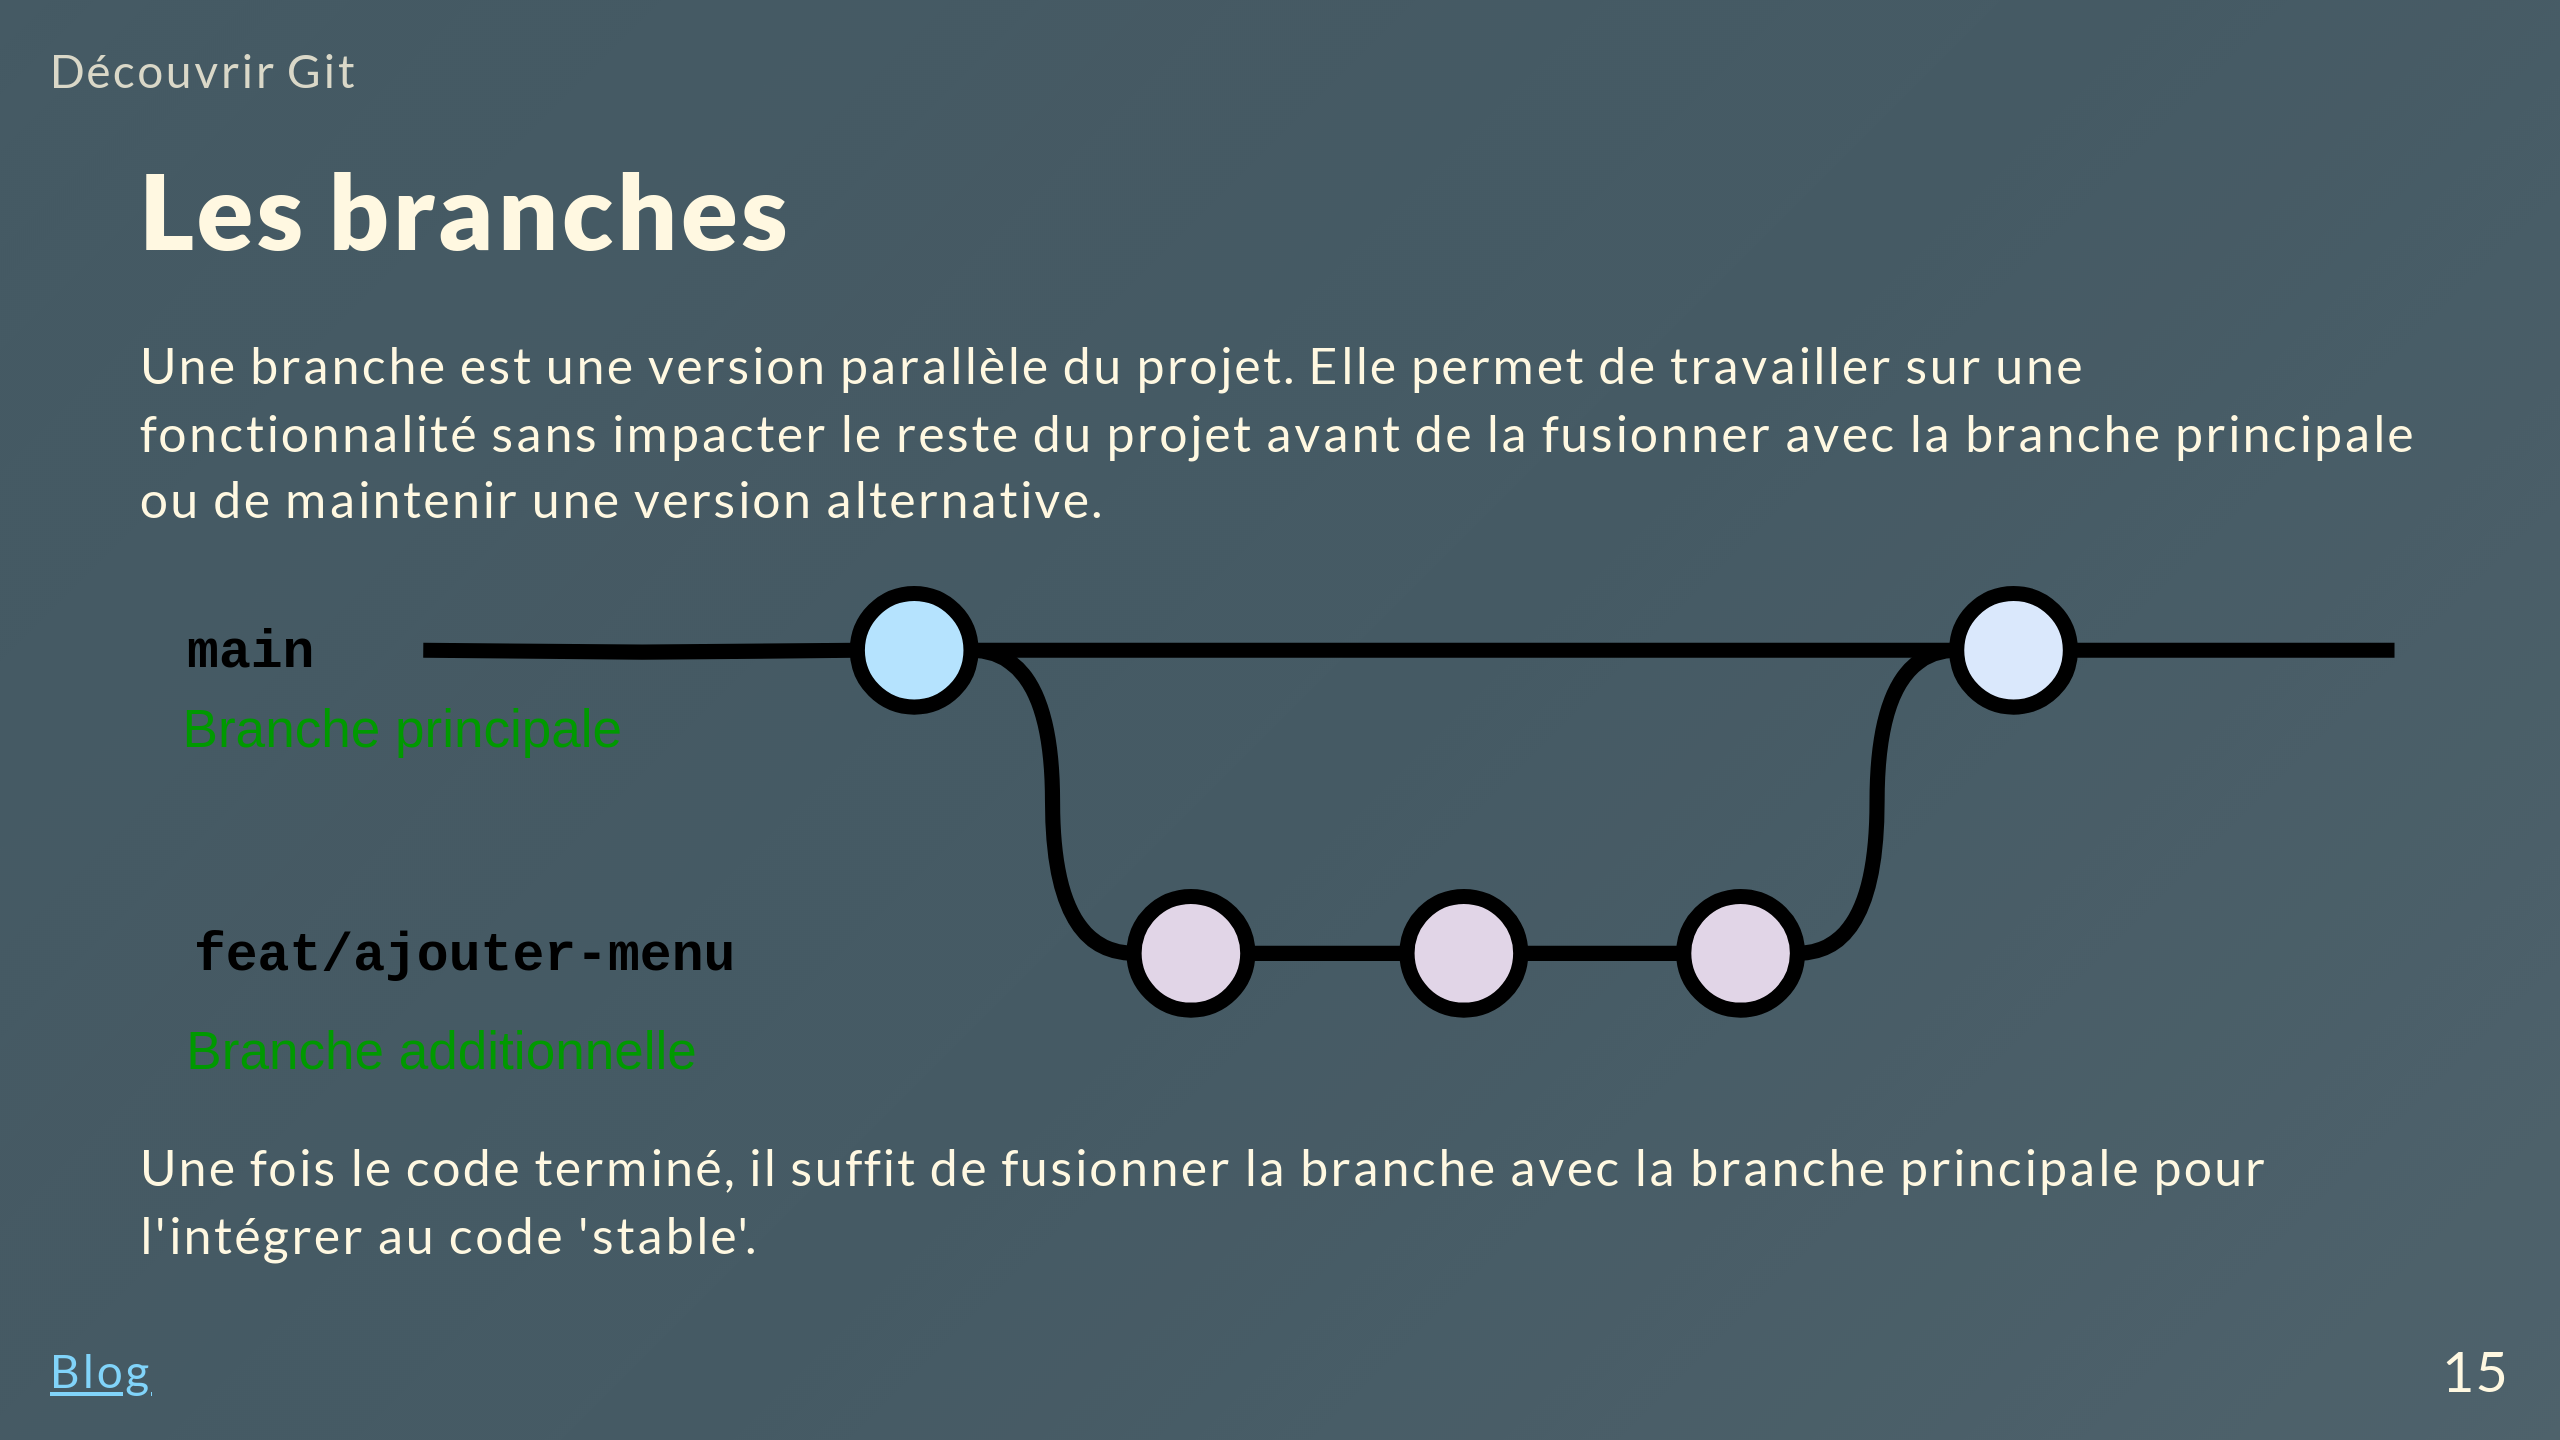 Découvrir Git
Les branches
Une branche est une version parallèle du projet. Elle permet de travailler sur une
fonctionnalité sans impacter le reste du projet avant de la fusionner avec la branche principale
ou de maintenir une version alternative.
main
Branche principale
feat/ajouter-menu
Branche additionnelle
Une fois le code terminé, il suffit de fusionner la branche avec la branche principale pour
l'intégrer au code 'stable'.
Blog
15